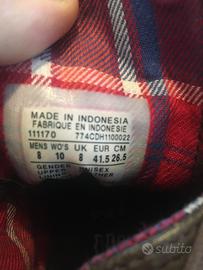 MADE IN INDONESIA
FABRIQUE EN INDONESIE
111170 774CDH1100022
MENS WO'S UK EUR CM
8 10 8 41.5 26.5
GENDER UNISEX
UPPER
subito